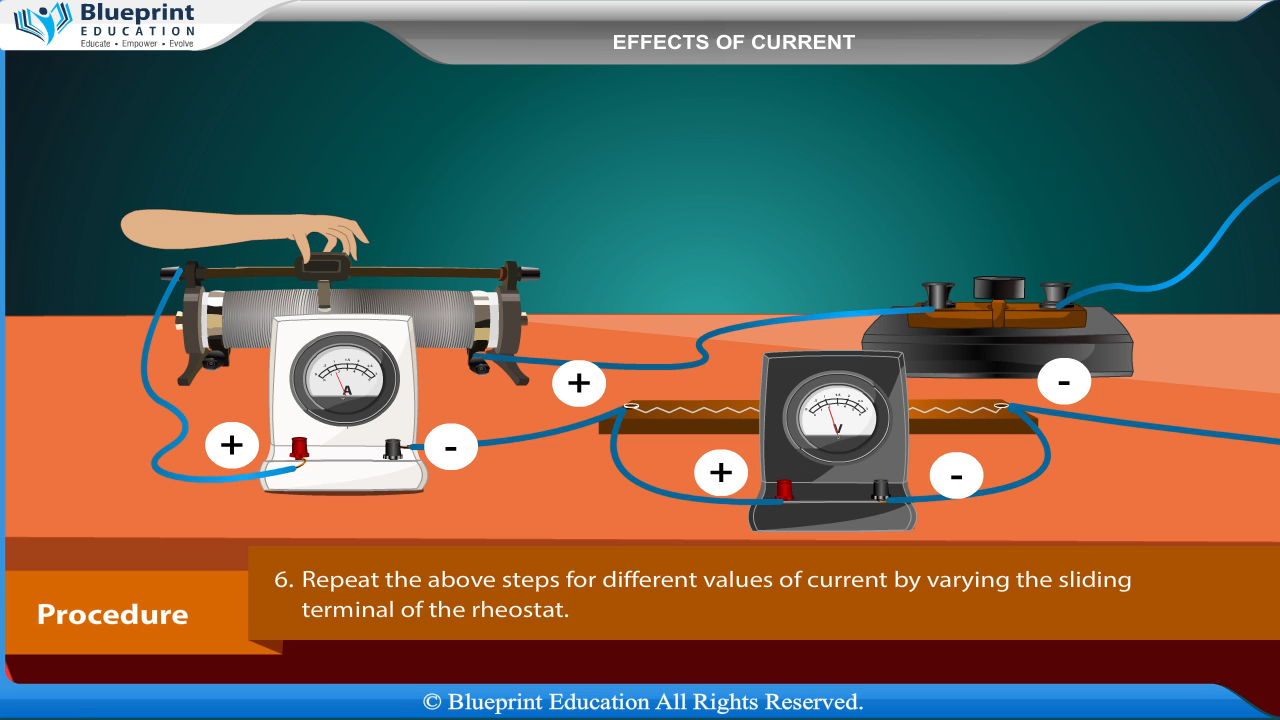 Blueprint
EDUCATION
Educate • Empower • Evolve
EFFECTS OF CURRENT
A
+
-
+
-
V
+
-
Procedure
6. Repeat the above steps for different values of current by varying the sliding
terminal of the rheostat.
© Blueprint Education All Rights Reserved.